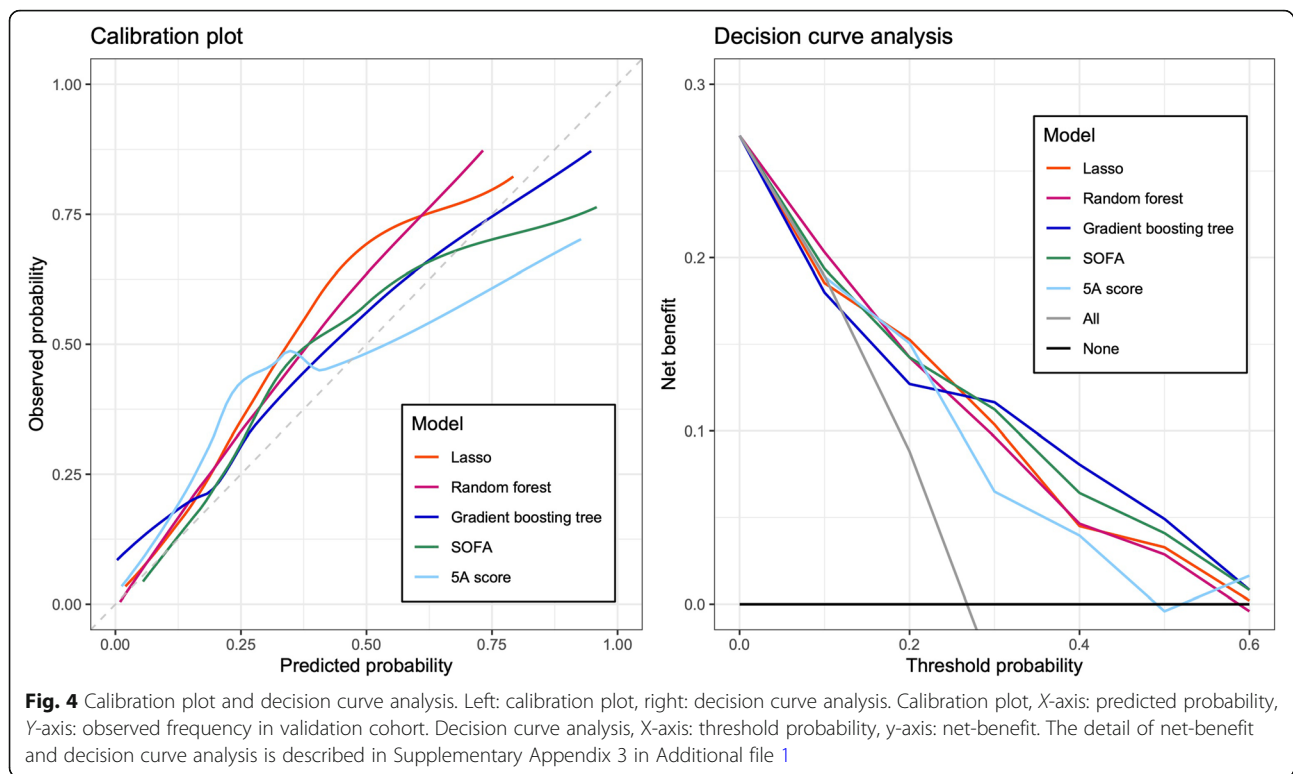 Calibration plot
1.00
0.75
0.50
0.25
0.00
Observed probability
0.00 0.25 0.50 0.75 1.00
Predicted probability
Model
Lasso
Random forest
Gradient boosting tree
SOFA
5A score
Decision curve analysis
0.3
0.2
0.1
0.0
Net benefit
0.0 0.2 0.4 0.6
Threshold probability
Model
Lasso
Random forest
Gradient boosting tree
SOFA
5A score
All
None
Fig. 4 Calibration plot and decision curve analysis. Left: calibration plot, right: decision curve analysis. Calibration plot, X-axis: predicted probability,
Y-axis: observed frequency in validation cohort. Decision curve analysis, X-axis: threshold probability, y-axis: net-benefit. The detail of net-benefit
and decision curve analysis is described in Supplementary Appendix 3 in Additional file 1